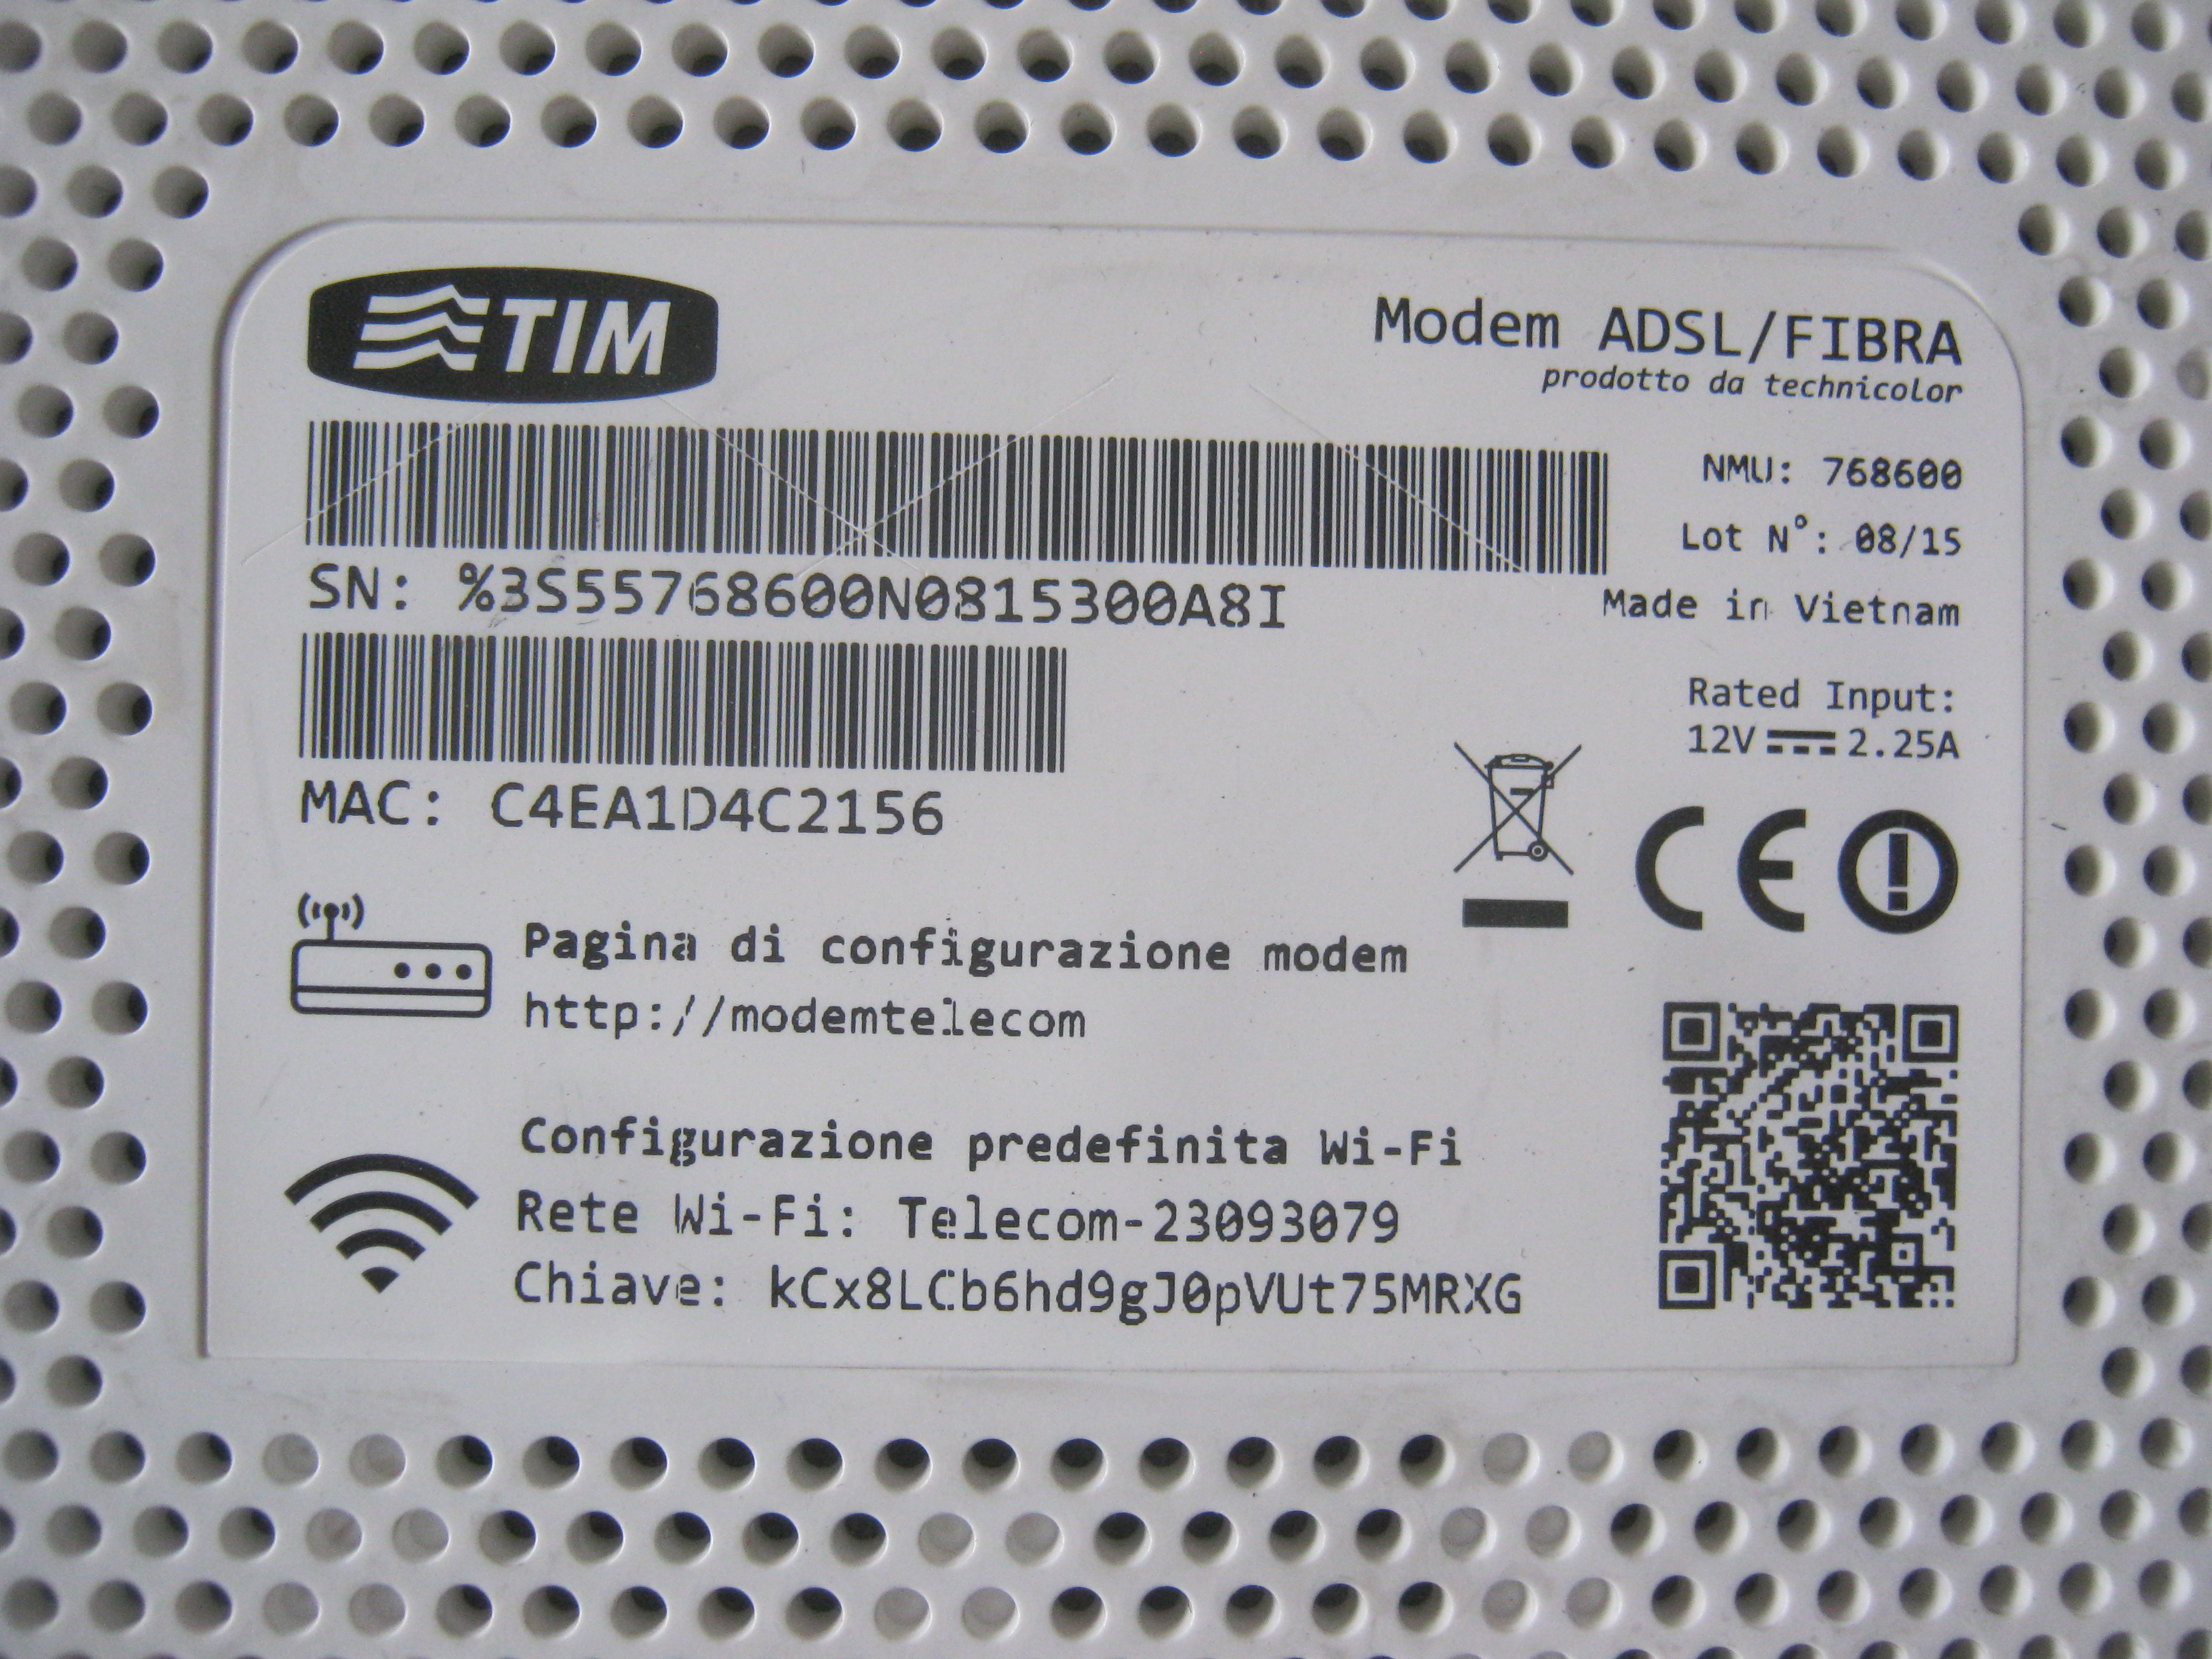 TIM
Modem ADSL/FIBRA
prodotto da technicolor
NMU: 768600
Lot N°: 08/15
SN: %3S55768600N0815300A8I
Made in Vietnam
Rated Input:
12V ⎓ 2.25A
MAC: C4EA1D4C2156
CE
Pagina di configurazione modem
http://modemtelecom
Configurazione predefinita Wi-Fi
Rete Wi-Fi: Telecom-23093079
Chiave: kCx8LCb6hd9gJ0pVUt75MRXG